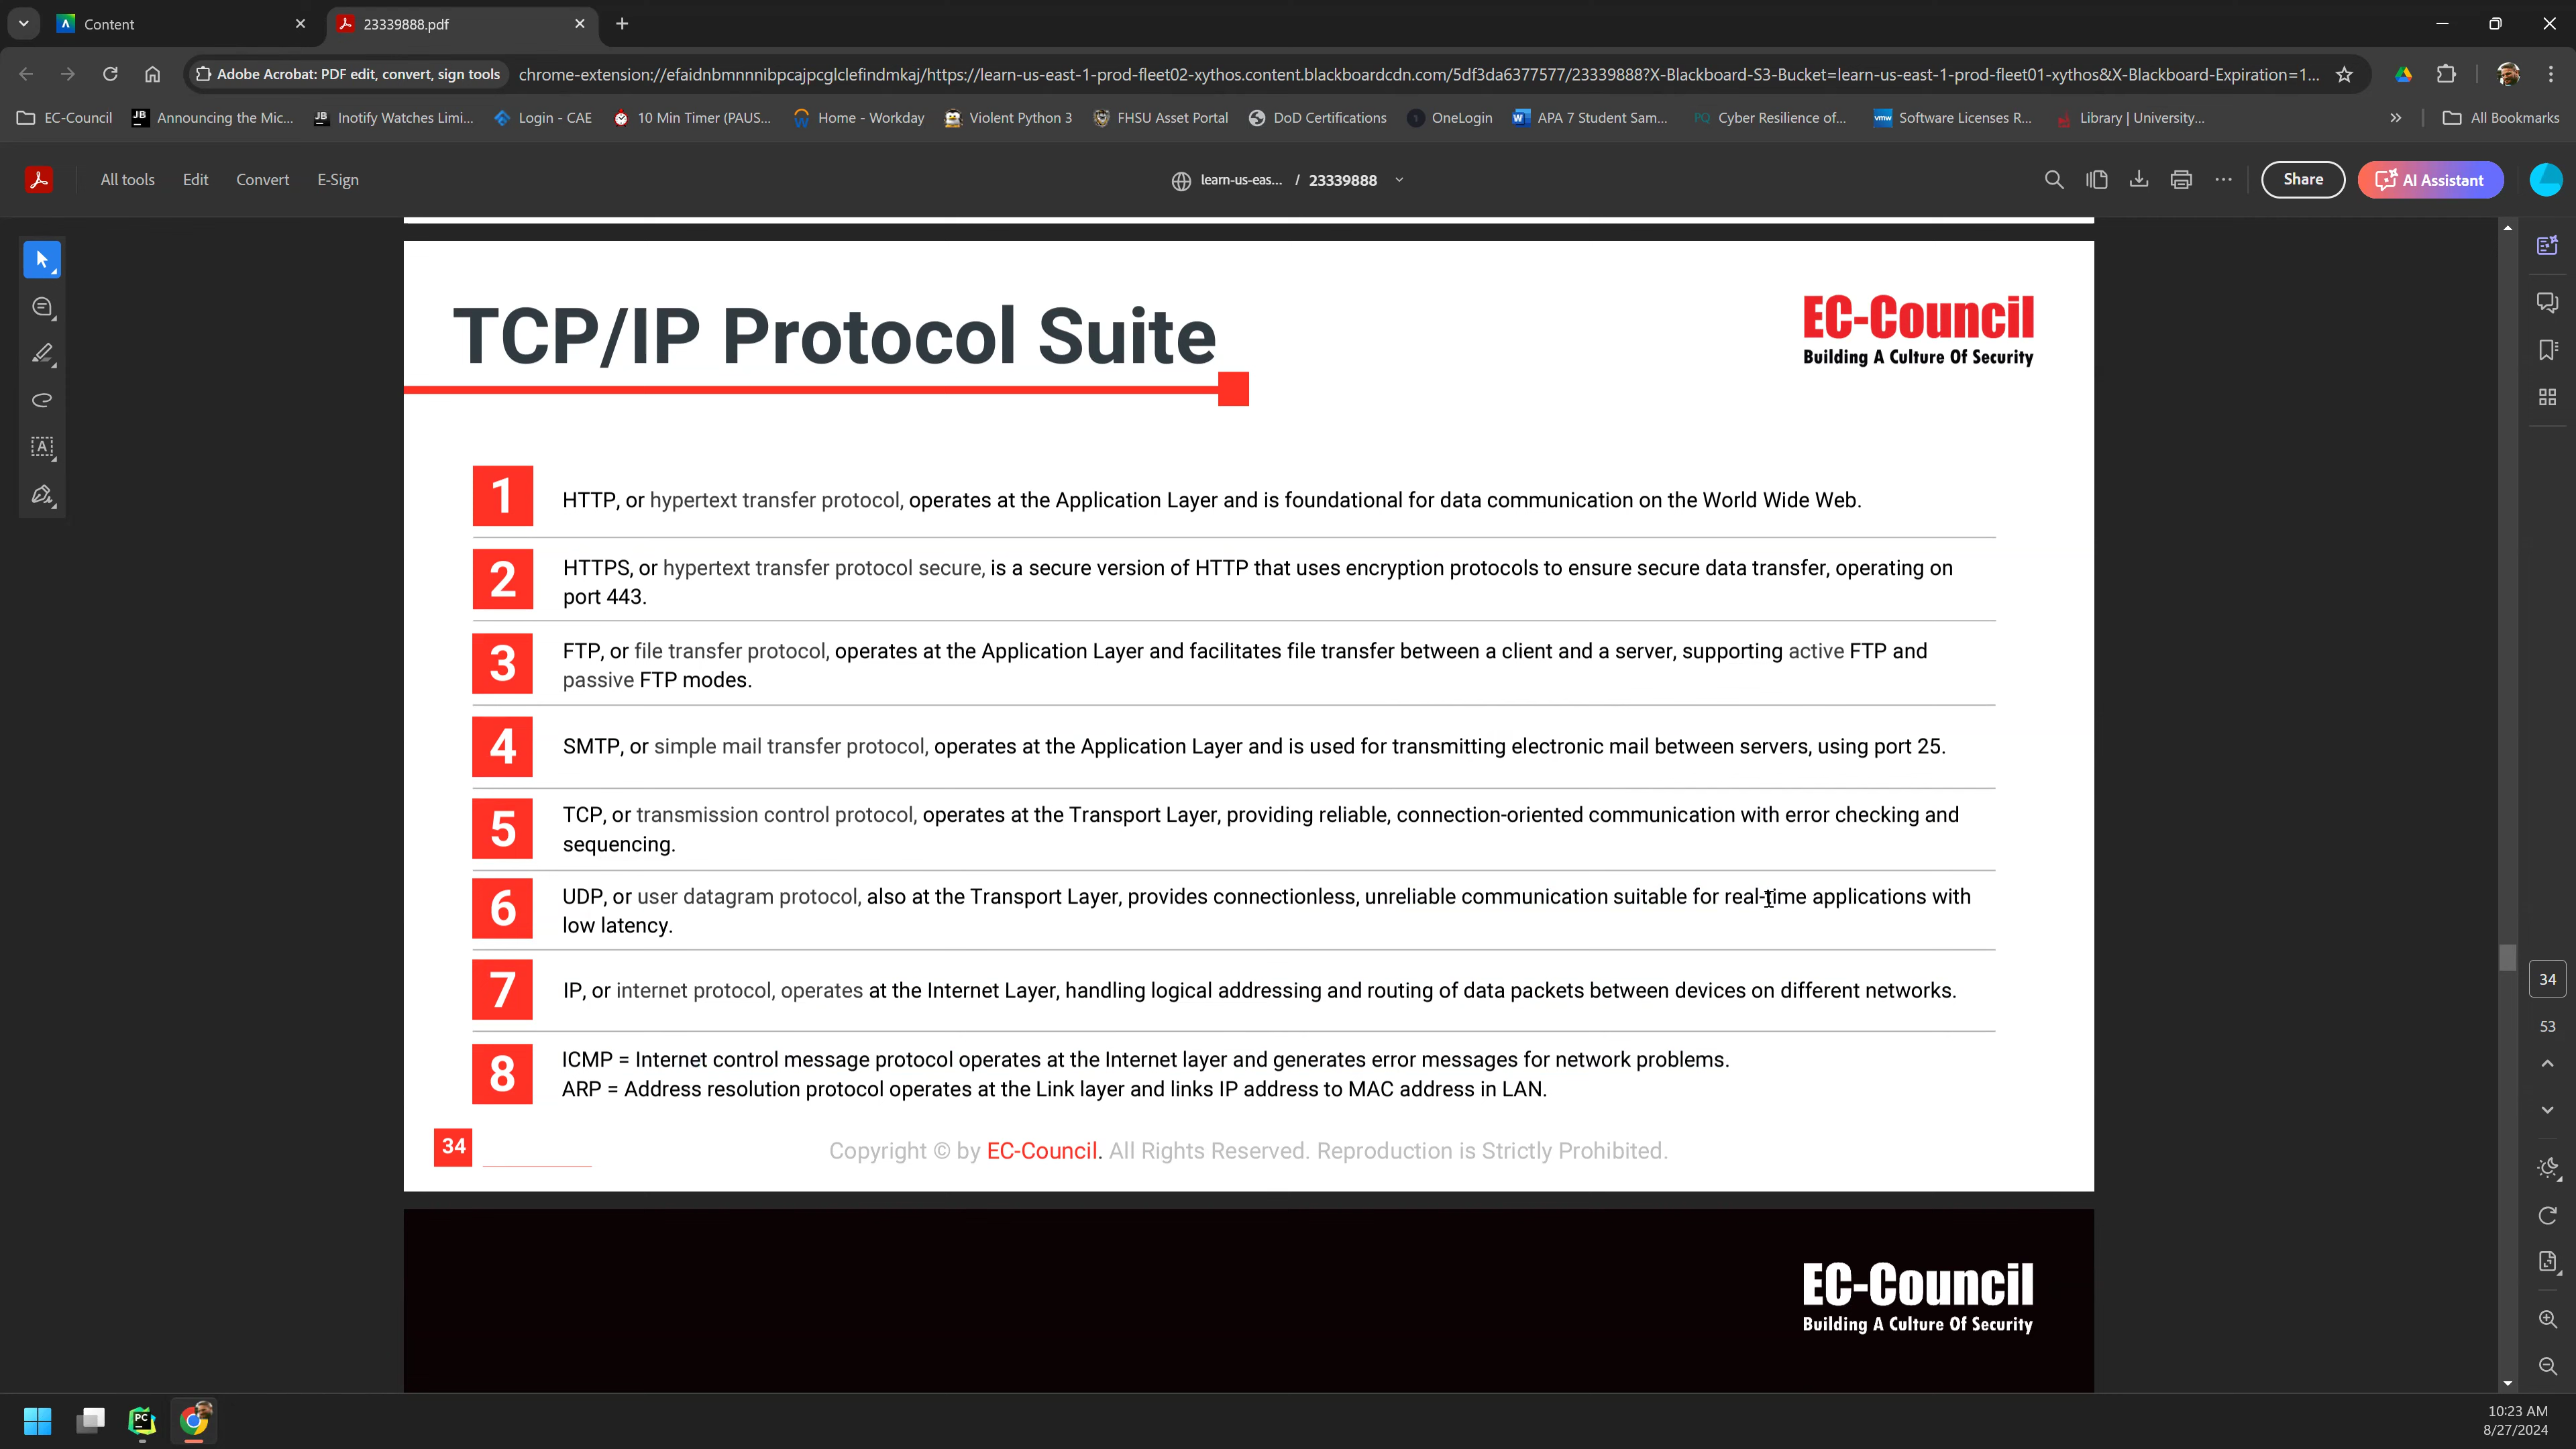 Content
23339888.pdf
Adobe Acrobat: PDF edit, convert, sign tools
chrome-extension://efaidnbmnnnibpcajpcglclefindmkaj/https://learn-us-east-1-prod-fleet02-xythos.content.blackboardcdn.com/5df3da6377577/23339888?X-Blackboard-S3-Bucket=learn-us-east-1-prod-fleet01-xythos&X-Blackboard-Expiration=1...
EC-Council
JB Announcing the Mic...
JB Inotify Watches Limi...
Login - CAE
10 Min Timer (PAUS...
Home - Workday
Violent Python 3
FHSU Asset Portal
DoD Certifications
OneLogin
APA 7 Student Sam...
PQ Cyber Resilience of...
vmw Software Licenses R...
Library | University...
All Bookmarks
All tools
Edit
Convert
E-Sign
learn-us-eas... / 23339888
Share
AI Assistant
TCP/IP Protocol Suite
EC-Council
Building A Culture Of Security
1
HTTP, or hypertext transfer protocol, operates at the Application Layer and is foundational for data communication on the World Wide Web.
2
HTTPS, or hypertext transfer protocol secure, is a secure version of HTTP that uses encryption protocols to ensure secure data transfer, operating on
port 443.
3
FTP, or file transfer protocol, operates at the Application Layer and facilitates file transfer between a client and a server, supporting active FTP and
passive FTP modes.
4
SMTP, or simple mail transfer protocol, operates at the Application Layer and is used for transmitting electronic mail between servers, using port 25.
5
TCP, or transmission control protocol, operates at the Transport Layer, providing reliable, connection-oriented communication with error checking and
sequencing.
6
UDP, or user datagram protocol, also at the Transport Layer, provides connectionless, unreliable communication suitable for real-time applications with
low latency.
7
IP, or internet protocol, operates at the Internet Layer, handling logical addressing and routing of data packets between devices on different networks.
8
ICMP = Internet control message protocol operates at the Internet layer and generates error messages for network problems.
ARP = Address resolution protocol operates at the Link layer and links IP address to MAC address in LAN.
34
Copyright © by EC-Council. All Rights Reserved. Reproduction is Strictly Prohibited.
34
53
EC-Council
Building A Culture Of Security
PC
10:23 AM
8/27/2024